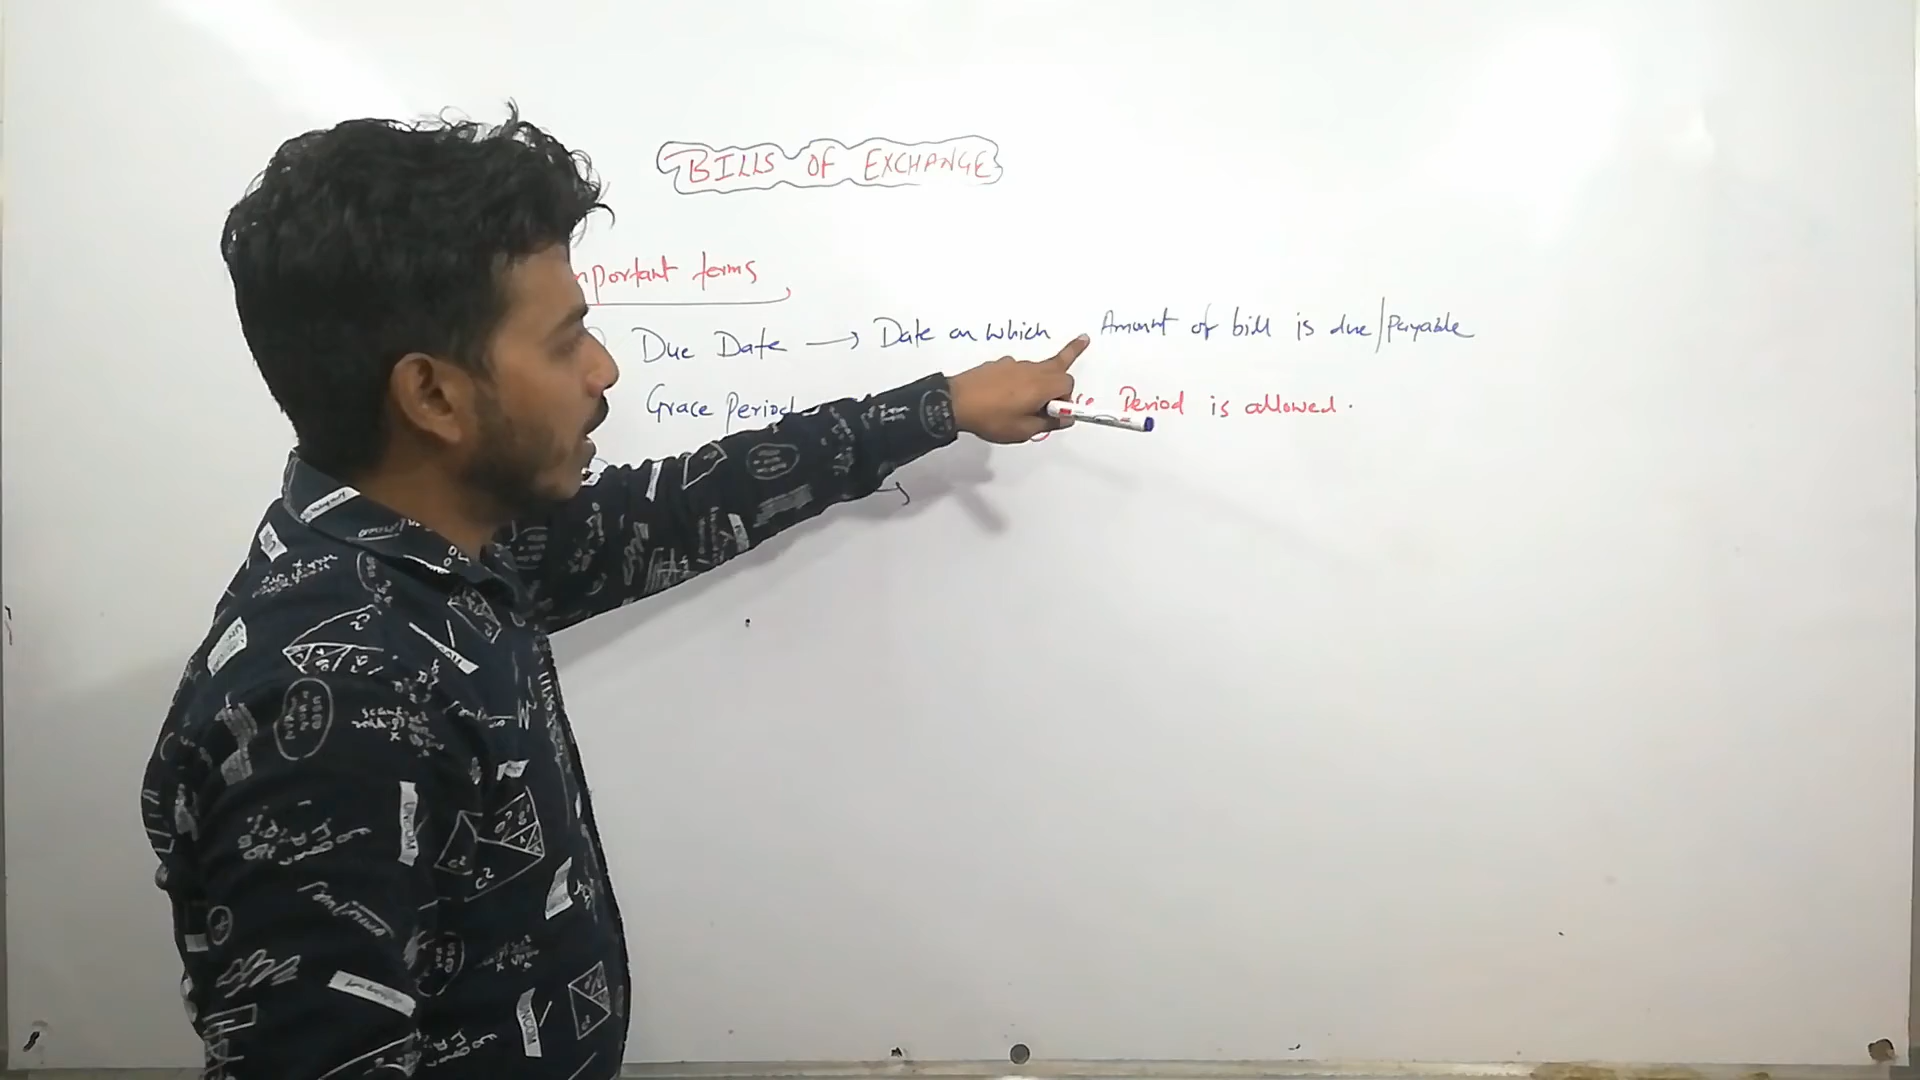 BILLS OF EXCHANGE
mportant terms
Due Date → Date on which Amount of bill is due/payable
Grace Period Period is allowed.